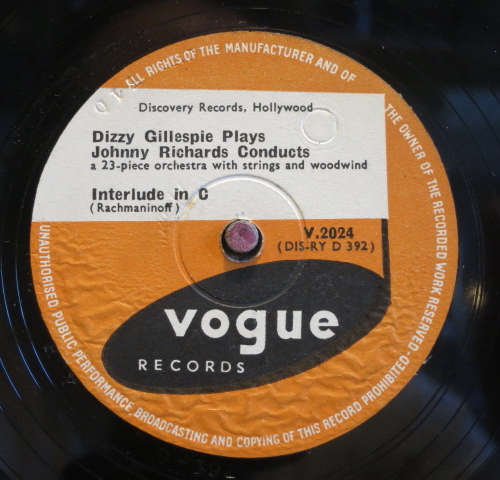 ALL RIGHTS OF THE MANUFACTURER AND OF THE OWNER OF THE RECORDED WORK RESERVED - UNAUTHORISED PUBLIC PERFORMANCE BROADCASTING AND COPYING OF THIS RECORD PROHIBITED-
Discovery Records, Hollywood
Dizzy Gillespie Plays
Johnny Richards Conducts
a 23-piece orchestra with strings and woodwind
Interlude in C
(Rachmaninoff)
V.2024
(DIS-RY D 392)
vogue
RECORDS